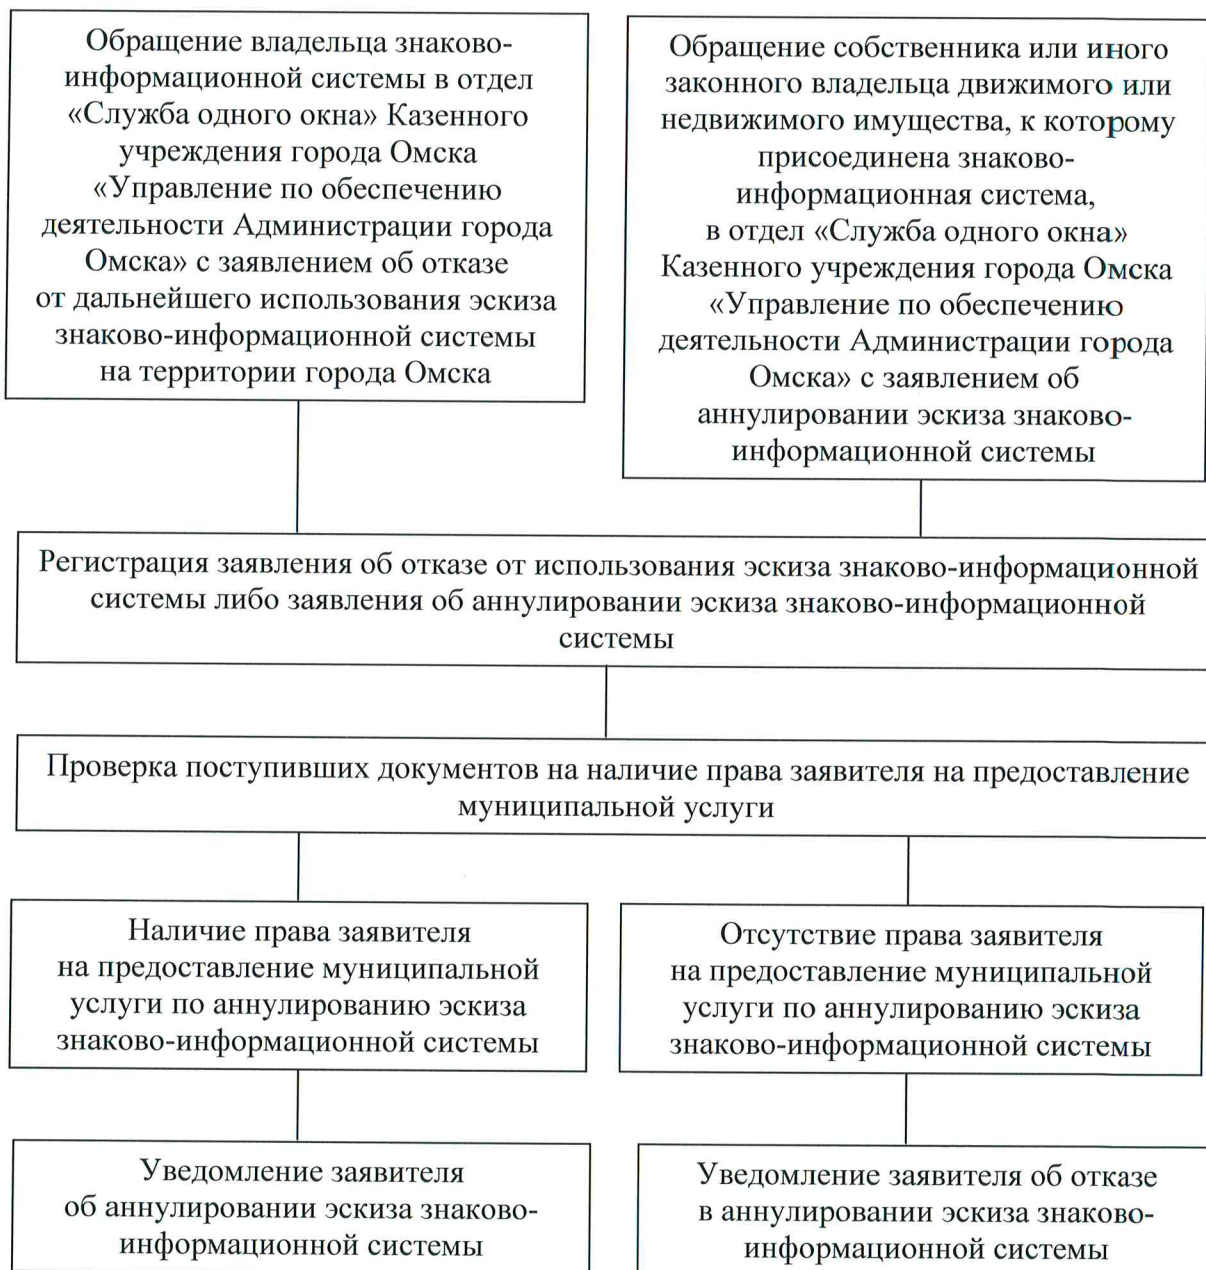 Обращение владельца знаково-
информационной системы в отдел
«Служба одного окна» Казенного
учреждения города Омска
«Управление по обеспечению
деятельности Администрации города
Омска» с заявлением об отказе
от дальнейшего использования эскиза
знаково-информационной системы
на территории города Омска
Обращение собственника или иного
законного владельца движимого или
недвижимого имущества, к которому
присоединена знаково-
информационная система,
в отдел «Служба одного окна»
Казенного учреждения города Омска
«Управление по обеспечению
деятельности Администрации города
Омска» с заявлением об
аннулировании эскиза знаково-
информационной системы
Регистрация заявления об отказе от использования эскиза знаково-информационной
системы либо заявления об аннулировании эскиза знаково-информационной
системы
Проверка поступивших документов на наличие права заявителя на предоставление
муниципальной услуги
Наличие права заявителя
на предоставление муниципальной
услуги по аннулированию эскиза
знаково-информационной системы
Отсутствие права заявителя
на предоставление муниципальной
услуги по аннулированию эскиза
знаково-информационной системы
Уведомление заявителя
об аннулировании эскиза знаково-
информационной системы
Уведомление заявителя об отказе
в аннулировании эскиза знаково-
информационной системы